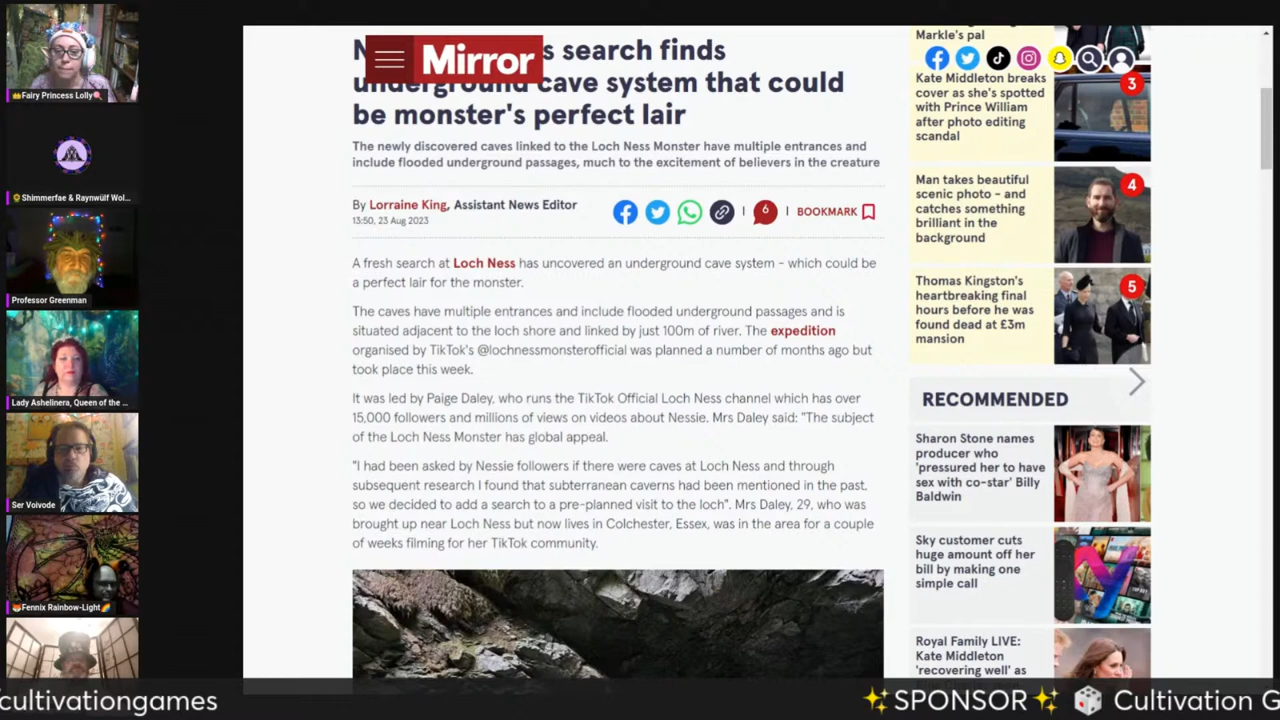 👑Fairy Princess Lolly🍭
🌻Shimmerfae & Raynwülf Wol...
Professor Greenman
Lady Ashelinera, Queen of the ...
Ser Voivode
🦊Fennix Rainbow-Light🌈
Mirror
s search finds
underground cave system that could
be monster's perfect lair
The newly discovered caves linked to the Loch Ness Monster have multiple entrances and
include flooded underground passages, much to the excitement of believers in the creature
By Lorraine King, Assistant News Editor
13:50, 23 Aug 2023
6
BOOKMARK
A fresh search at Loch Ness has uncovered an underground cave system - which could be
a perfect lair for the monster.
The caves have multiple entrances and include flooded underground passages and is
situated adjacent to the loch shore and linked by just 100m of river. The expedition
organised by TikTok's @lochnessmonsterofficial was planned a number of months ago but
took place this week.
It was led by Paige Daley, who runs the TikTok Official Loch Ness channel which has over
15,000 followers and millions of views on videos about Nessie. Mrs Daley said: "The subject
of the Loch Ness Monster has global appeal.
"I had been asked by Nessie followers if there were caves at Loch Ness and through
subsequent research I found that subterranean caverns had been mentioned in the past,
so we decided to add a search to a pre-planned visit to the loch". Mrs Daley, 29, who was
brought up near Loch Ness but now lives in Colchester, Essex, was in the area for a couple
of weeks filming for her TikTok community.
Markle's pal
Kate Middleton breaks
cover as she's spotted
with Prince William
after photo editing
scandal
3
Man takes beautiful
scenic photo - and
catches something
brilliant in the
background
4
Thomas Kingston's
heartbreaking final
hours before he was
found dead at £3m
mansion
5
RECOMMENDED
Sharon Stone names
producer who
'pressured her to have
sex with co-star' Billy
Baldwin
Sky customer cuts
huge amount off her
bill by making one
simple call
Royal Family LIVE:
Kate Middleton
'recovering well' as
cultivationgames
✨SPONSOR✨ 🎲 Cultivation G